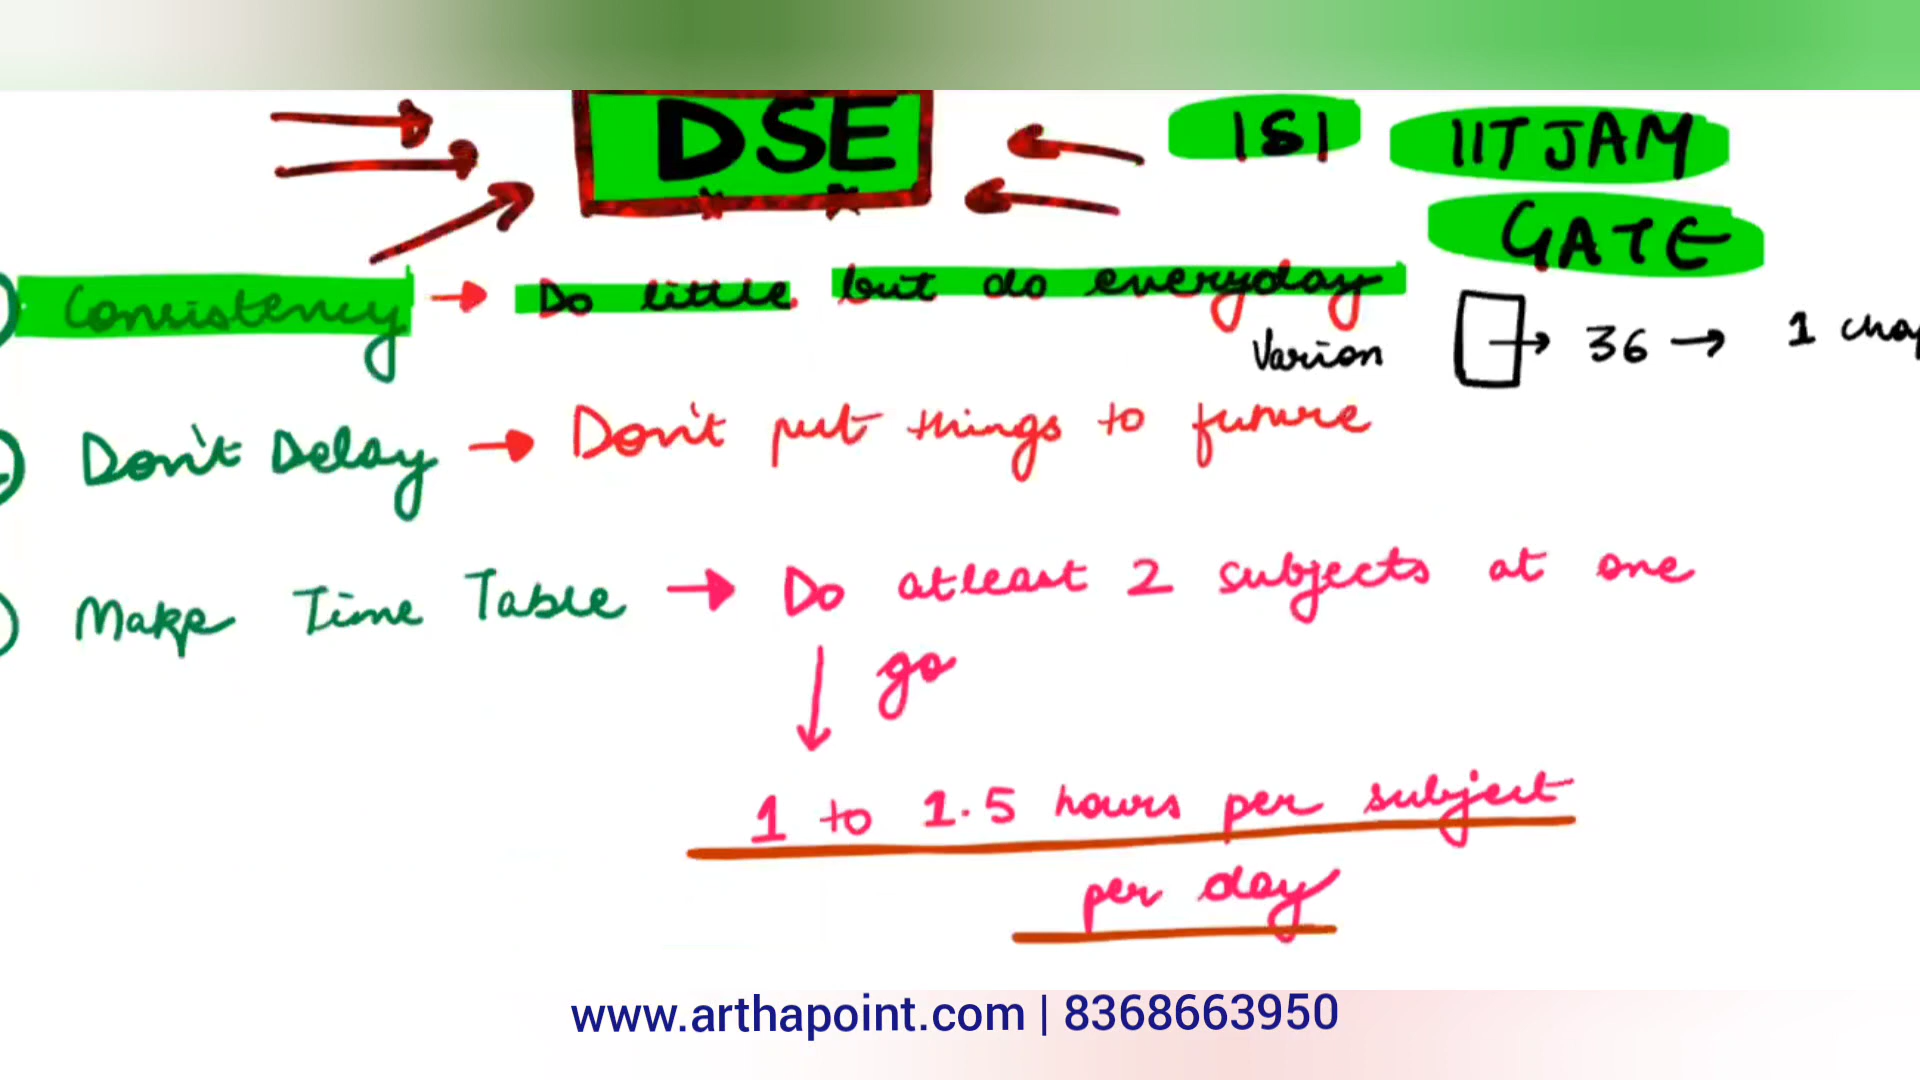 DSE ISI IIT JAM
GATE
Consistency → Do little but do everyday
Varian → 36 → 1 chap
Don't Delay → Don't put things to future
Make Time Table → Do atleast 2 subjects at one
go
1 to 1.5 hours per subject
per day
www.arthapoint.com | 8368663950